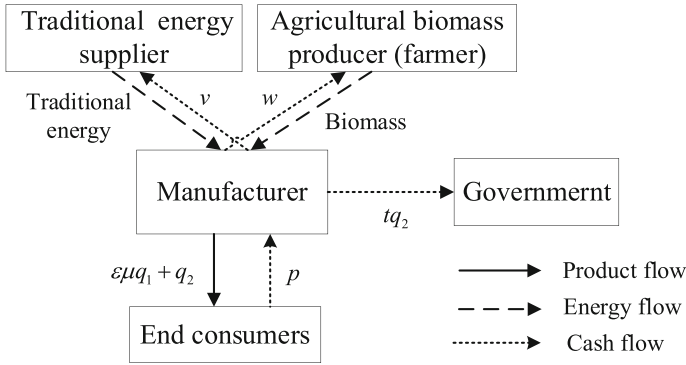 Traditional energy
supplier
Agricultural biomass
producer (farmer)
v
w
Traditional
energy
Biomass
Manufacturer
Governmernt
tq₂
εμq₁ + q₂
p
End consumers
Product flow
Energy flow
Cash flow